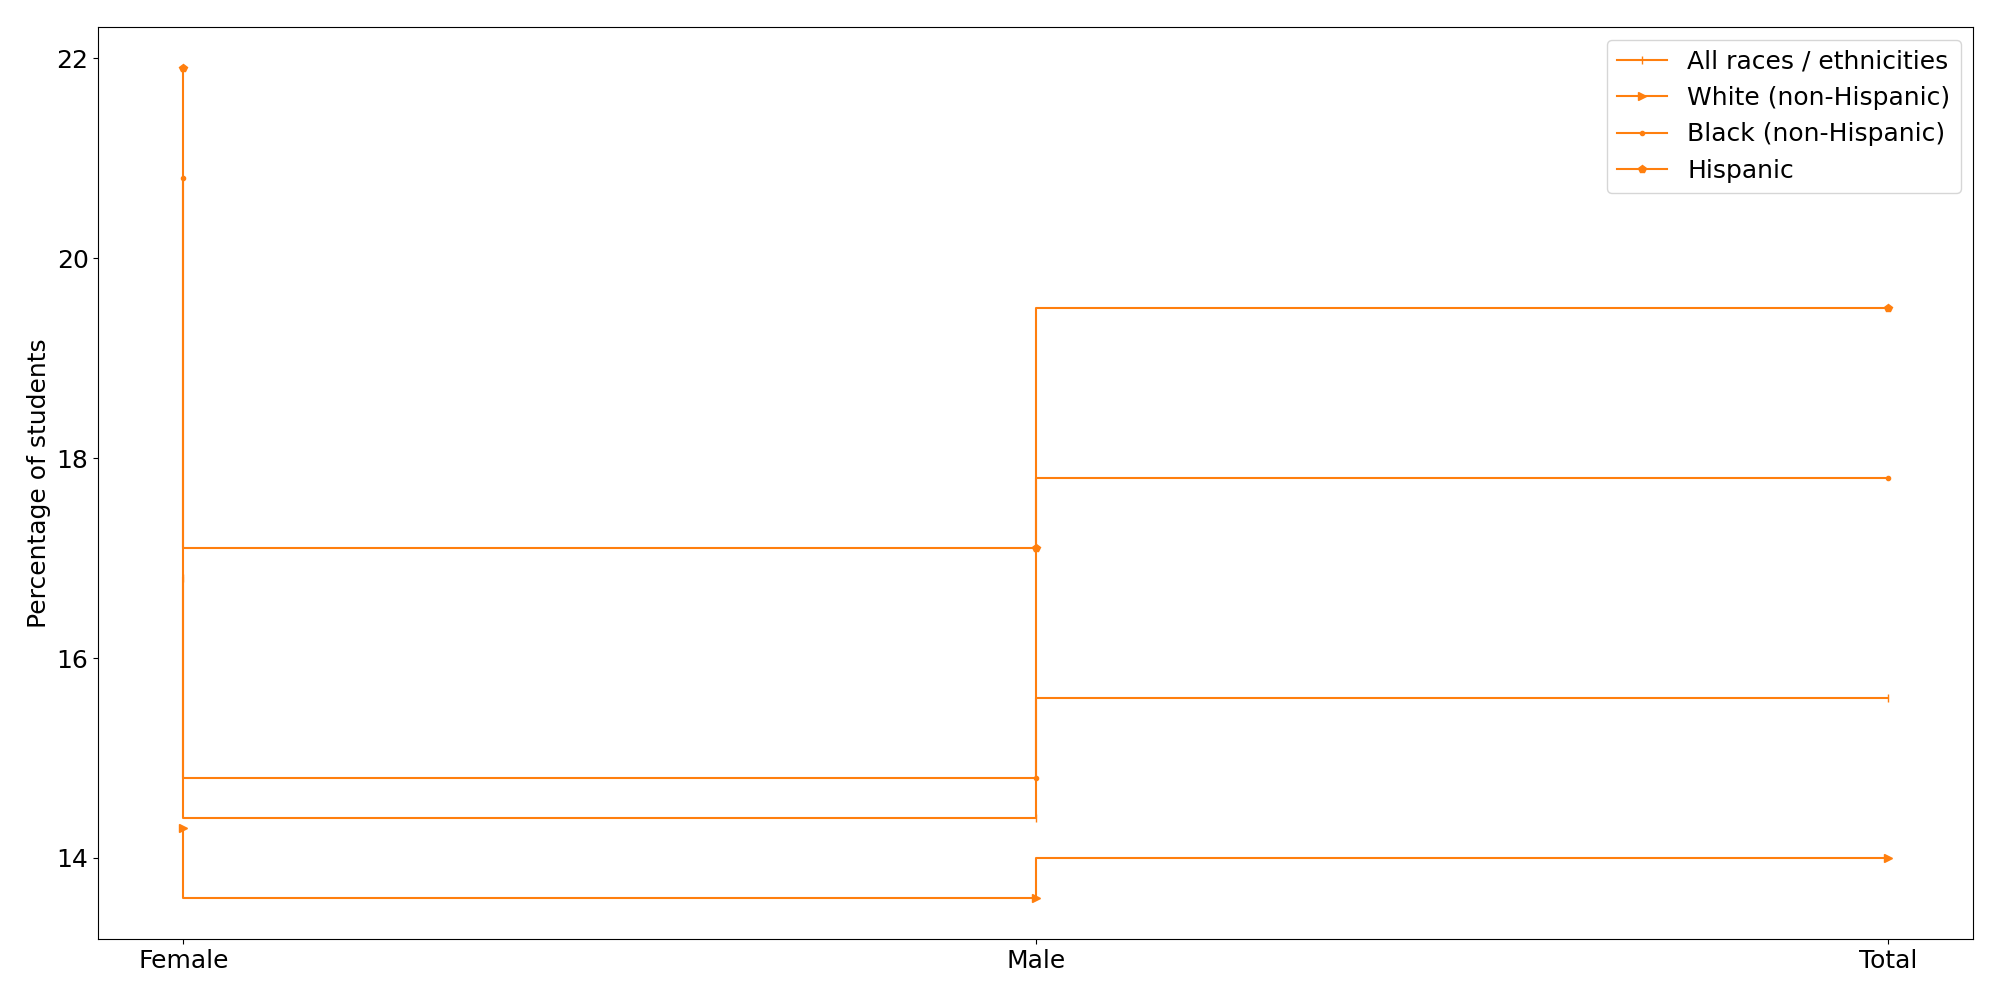 22
20
18
16
14
Percentage of students
Female
Male
Total
All races / ethnicities
White (non-Hispanic)
Black (non-Hispanic)
Hispanic